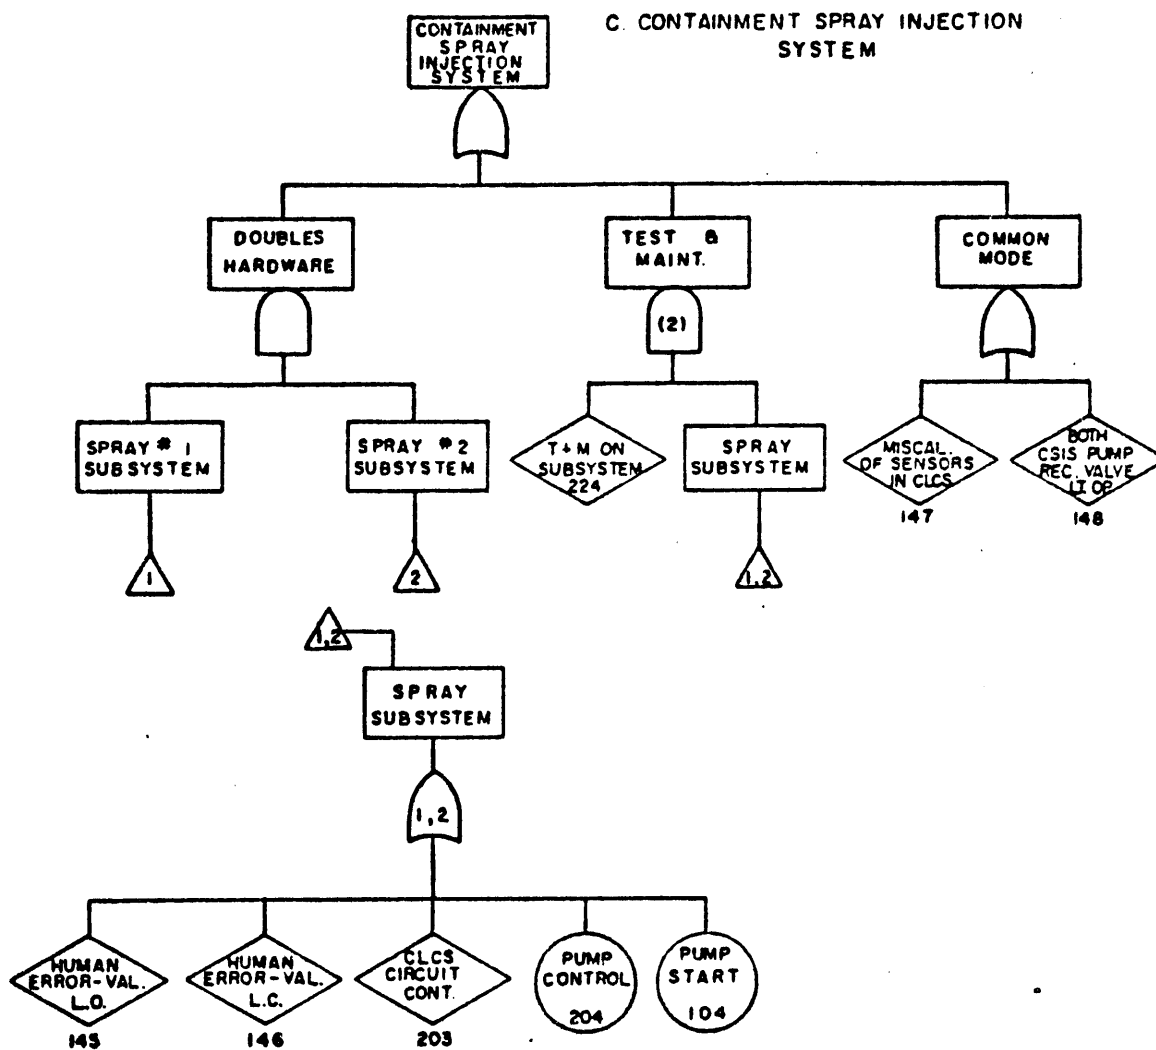 C. CONTAINMENT SPRAY INJECTION
SYSTEM
CONTAINMENT
SPRAY
INJECTION
SYSTEM
DOUBLES
HARDWARE
TEST &
MAINT.
COMMON
MODE
(2)
SPRAY # 1
SUBSYSTEM
SPRAY #2
SUBSYSTEM
T+M ON
SUBSYSTEM
224
SPRAY
SUBSYSTEM
MISCAL.
OF SENSORS
IN CLCS
147
BOTH
CSIS PUMP
REC. VALVE
LT. OP.
148
1
2
1,2
1,2
SPRAY
SUBSYSTEM
1,2
HUMAN
ERROR-VAL.
L.O.
145
HUMAN
ERROR-VAL.
L.C.
146
CLCS
CIRCUIT
CONT.
203
PUMP
CONTROL
204
PUMP
START
104